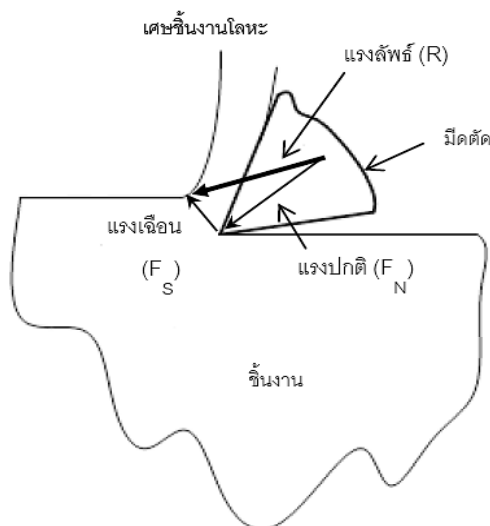 เศษชิ้นงานโลหะ
แรงลัพธ์ (R)
มีดตัด
แรงเฉือน
(F_S)
แรงปกติ (F_N)
ชิ้นงาน